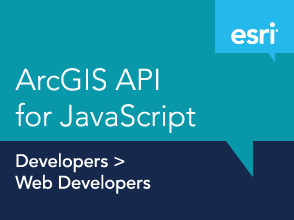 esri
ArcGIS API
for JavaScript
Developers >
Web Developers